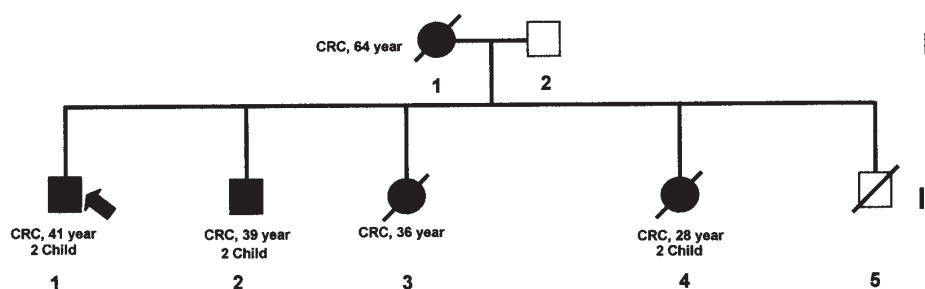 CRC, 64 year
1
2
CRC, 41 year
2 Child
1
CRC, 39 year
2 Child
2
CRC, 36 year
3
CRC, 28 year
2 Child
4
5